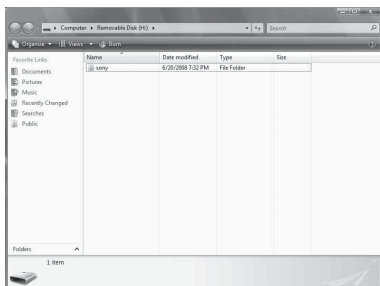 Computer ▸ Removable Disk (H:) ▸ Search
Organize Views Burn
Favorite Links
Documents
Pictures
Music
Recently Changed
Searches
Public
Folders
Name Date modified Type Size
sony 6/20/2008 7:32 PM File Folder
1 item